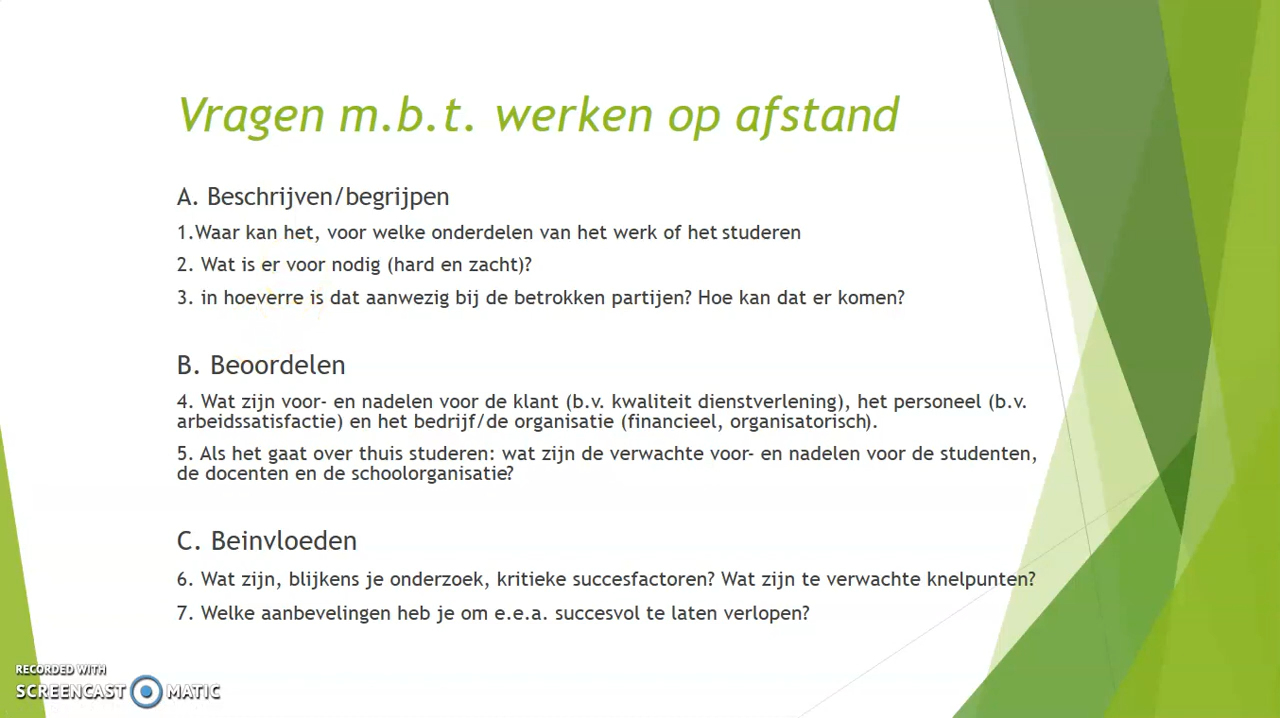 Vragen m.b.t. werken op afstand
A. Beschrijven/begrijpen
1.Waar kan het, voor welke onderdelen van het werk of het studeren
2. Wat is er voor nodig (hard en zacht)?
3. in hoeverre is dat aanwezig bij de betrokken partijen? Hoe kan dat er komen?
B. Beoordelen
4. Wat zijn voor- en nadelen voor de klant (b.v. kwaliteit dienstverlening), het personeel (b.v.
arbeidssatisfactie) en het bedrijf/de organisatie (financieel, organisatorisch).
5. Als het gaat over thuis studeren: wat zijn de verwachte voor- en nadelen voor de studenten,
de docenten en de schoolorganisatie?
C. Beinvloeden
6. Wat zijn, blijkens je onderzoek, kritieke succesfactoren? Wat zijn te verwachte knelpunten?
7. Welke aanbevelingen heb je om e.e.a. succesvol te laten verlopen?
RECORDED WITH
SCREENCAST MATIC